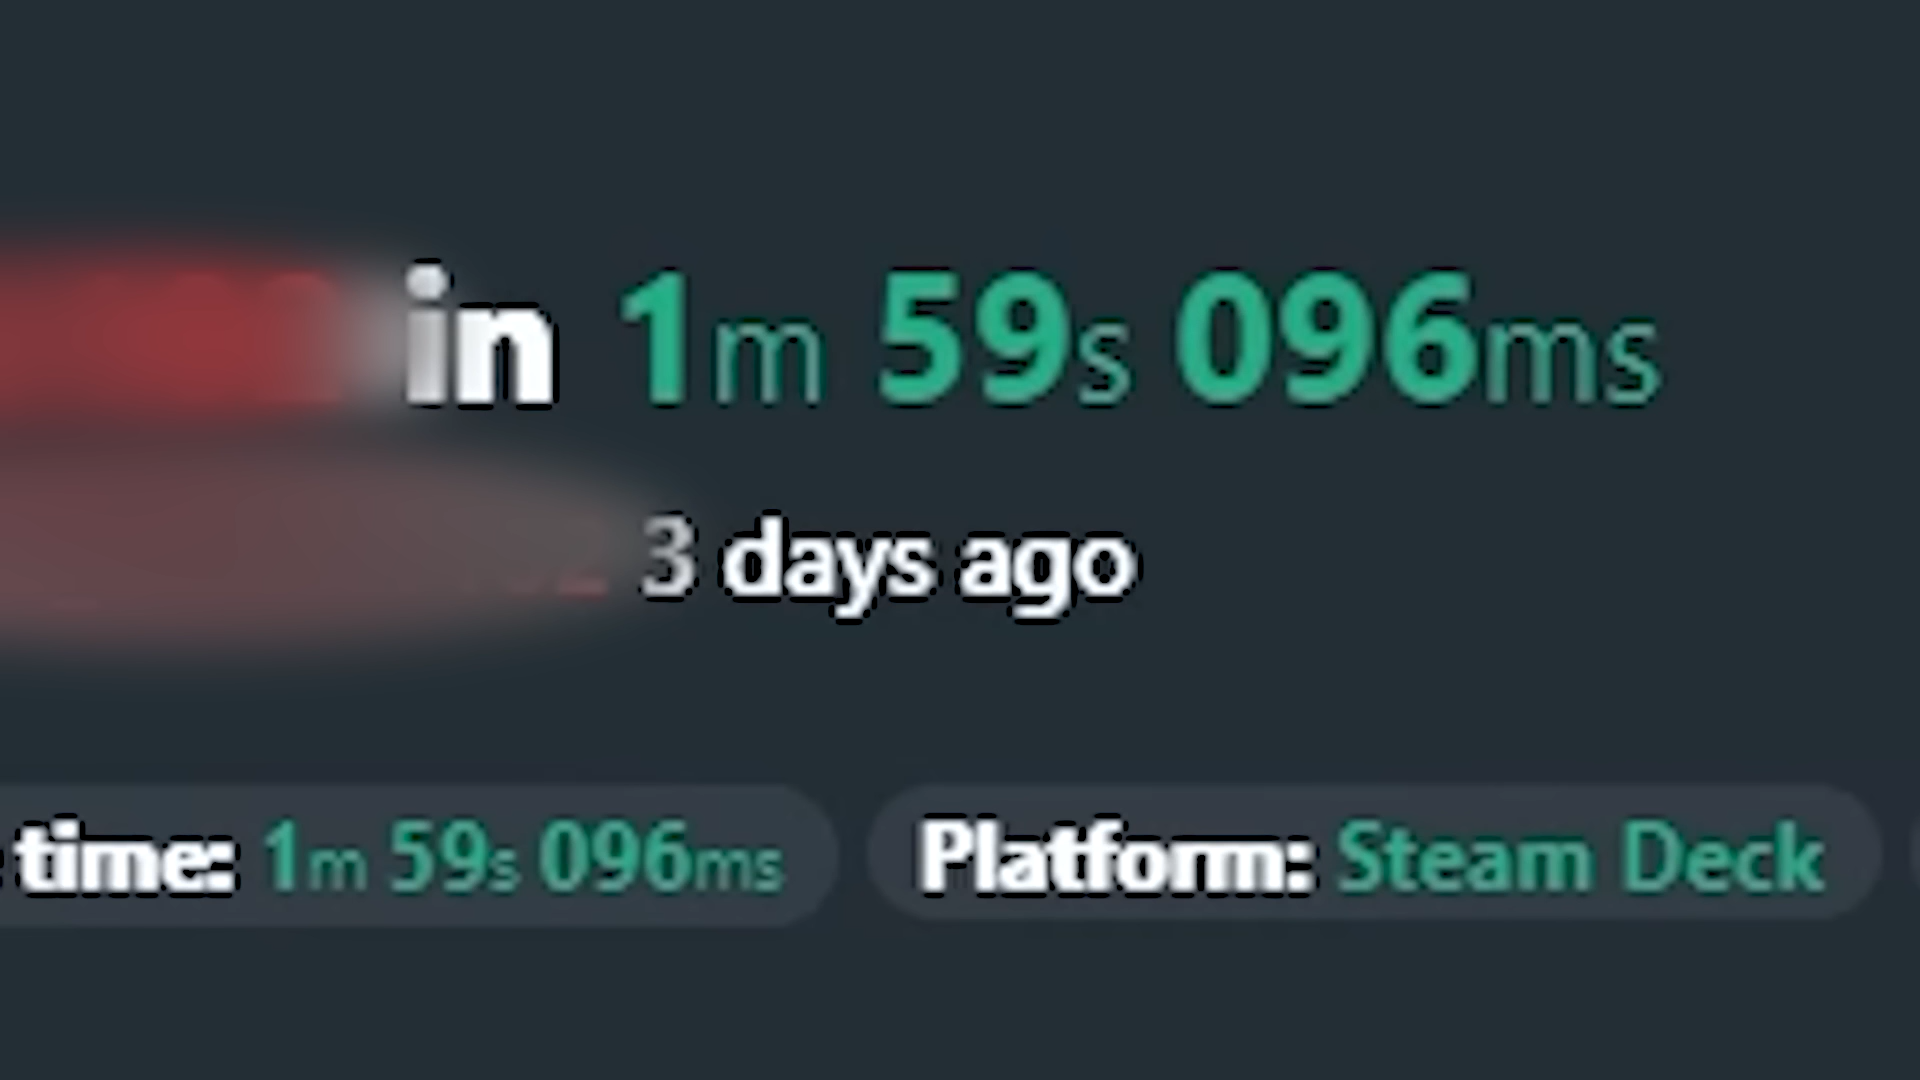 in 1m 59s 096ms
3 days ago
time: 1m 59s 096ms Platform: Steam Deck